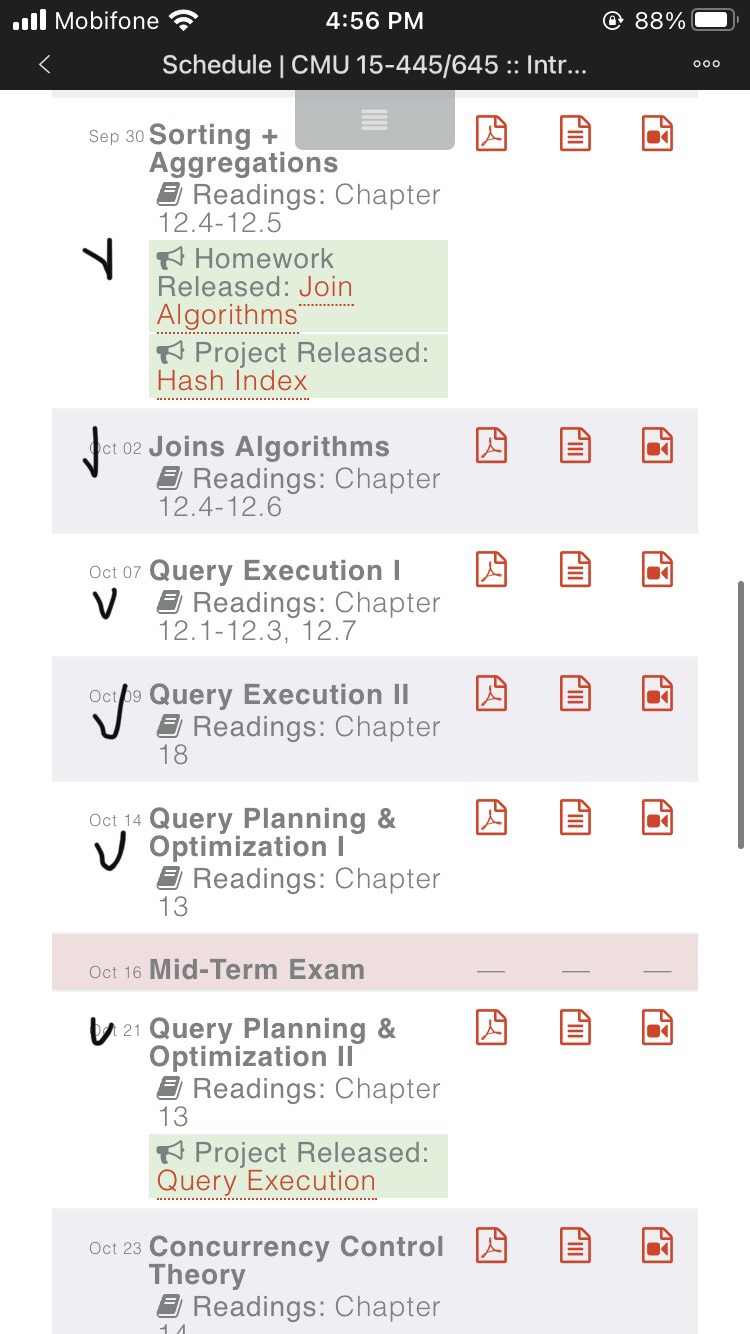 Mobifone 4:56 PM 88%
Schedule | CMU 15-445/645 :: Intr...
Sep 30 Sorting +
Aggregations
Readings: Chapter
12.4-12.5
Homework
Released: Join
Algorithms
Project Released:
Hash Index
Oct 02 Joins Algorithms
Readings: Chapter
12.4-12.6
Oct 07 Query Execution I
Readings: Chapter
12.1-12.3, 12.7
Oct 09 Query Execution II
Readings: Chapter
18
Oct 14 Query Planning &
Optimization I
Readings: Chapter
13
Oct 16 Mid-Term Exam — — —
Oct 21 Query Planning &
Optimization II
Readings: Chapter
13
Project Released:
Query Execution
Oct 23 Concurrency Control
Theory
Readings: Chapter
14